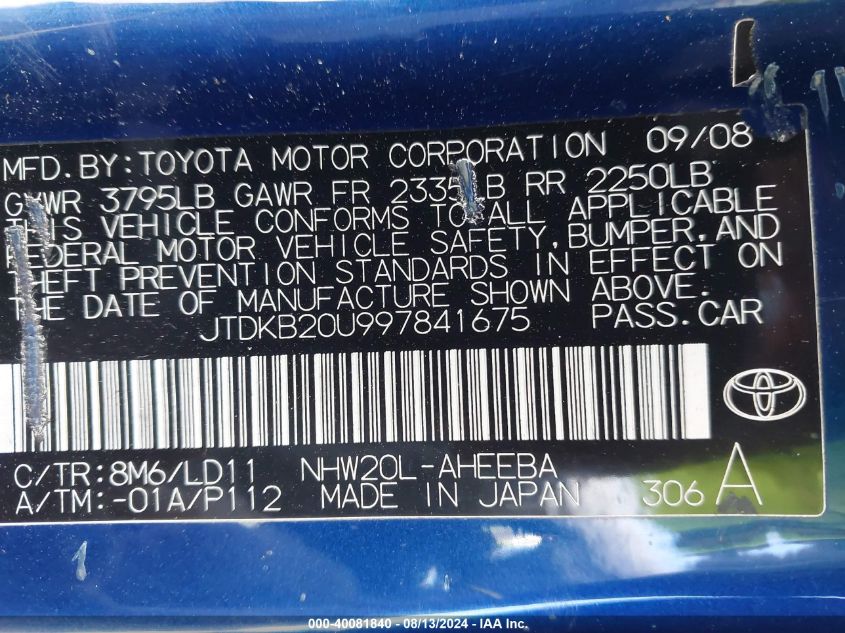 MFD.BY:TOYOTA MOTOR CORPORATION 09/08
GVWR 3795LB GAWR FR 2335LB RR 2250LB
THIS VEHICLE CONFORMS TO ALL APPLICABLE
FEDERAL MOTOR VEHICLE SAFETY,BUMPER,AND
THEFT PREVENTION STANDARDS IN EFFECT ON
THE DATE OF MANUFACTURE SHOWN ABOVE.
JTDKB20U997841675 PASS.CAR
C/TR:8M6/LD11 NHW20L-AHEEBA
A/TM:-01A/P112 MADE IN JAPAN 306 A
000-40081840 - 08/13/2024 - IAA Inc.